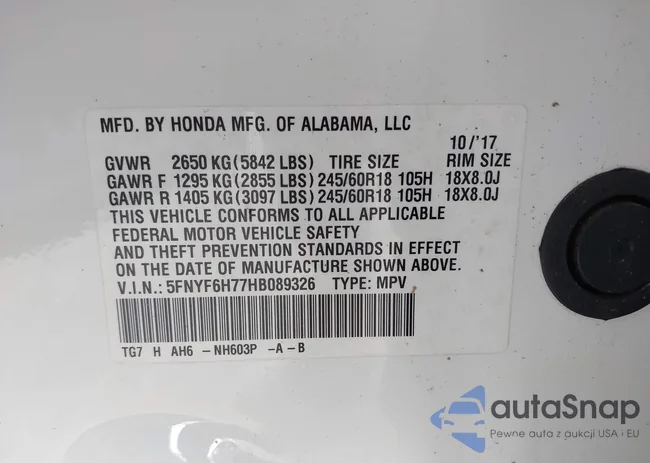 MFD. BY HONDA MFG. OF ALABAMA, LLC
10/'17
GVWR 2650 KG(5842 LBS) TIRE SIZE RIM SIZE
GAWR F 1295 KG(2855 LBS) 245/60R18 105H 18X8.0J
GAWR R 1405 KG(3097 LBS) 245/60R18 105H 18X8.0J
THIS VEHICLE CONFORMS TO ALL APPLICABLE
FEDERAL MOTOR VEHICLE SAFETY
AND THEFT PREVENTION STANDARDS IN EFFECT
ON THE DATE OF MANUFACTURE SHOWN ABOVE.
V.I.N.: 5FNYF6H77HB089326 TYPE: MPV
TG7 H AH6 -NH603P -A-B
autoSnap
Pewne auta z aukcji USA i EU